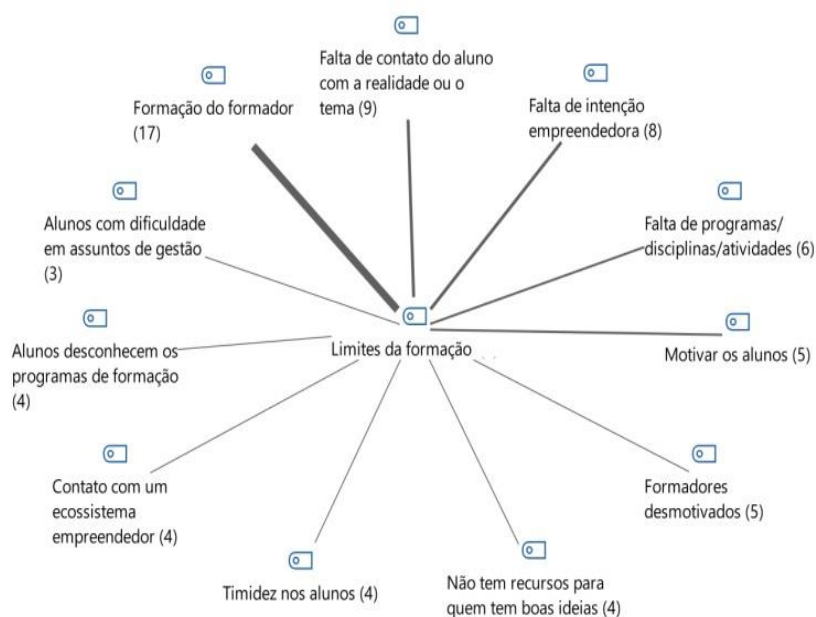 Falta de contato do aluno
com a realidade ou o
tema (9)
Formação do formador
(17)
Falta de intenção
empreendedora (8)
Alunos com dificuldade
em assuntos de gestão
(3)
Falta de programas/
disciplinas/atividades (6)
Alunos desconhecem os
programas de formação
(4)
Limites da formação
Motivar os alunos (5)
Contato com um
ecossistema
empreendedor (4)
Formadores
desmotivados (5)
Timidez nos alunos (4)
Não tem recursos para
quem tem boas ideias (4)